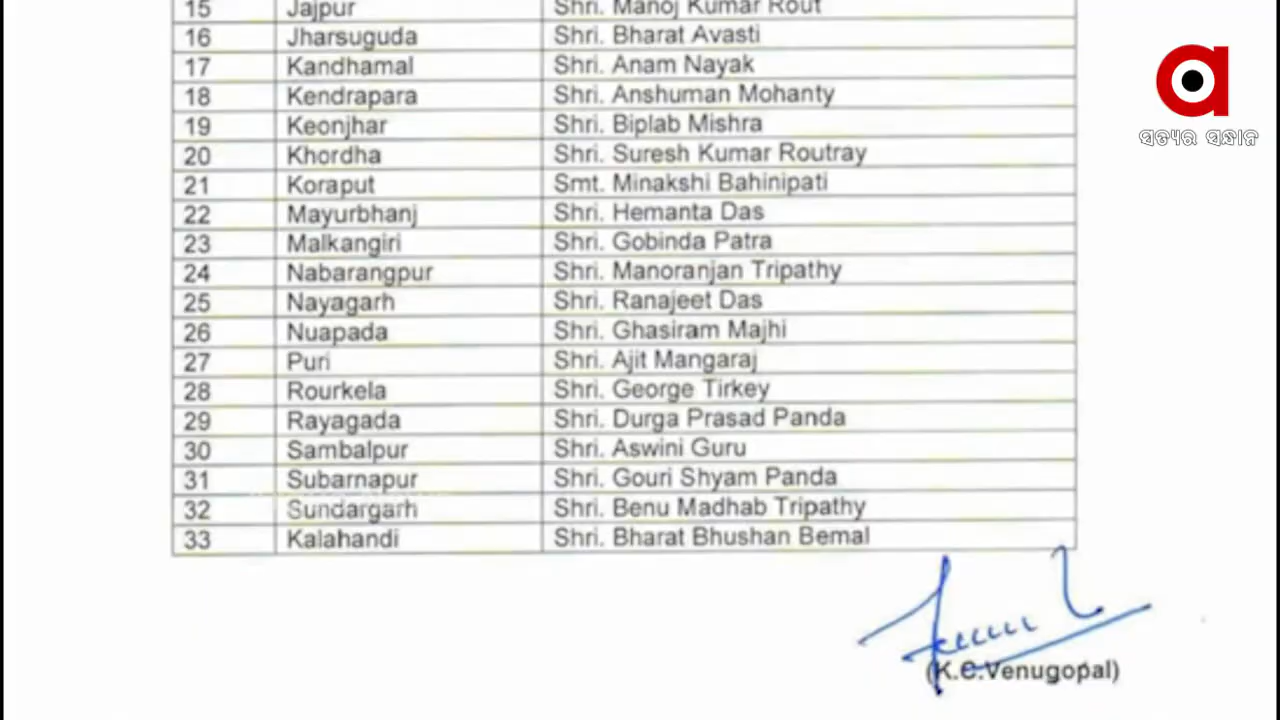 15 Jajpur Shri. Manoj Kumar Rout
16 Jharsuguda Shri. Bharat Avasti
17 Kandhamal Shri. Anam Nayak
18 Kendrapara Shri. Anshuman Mohanty
19 Keonjhar Shri. Biplab Mishra
20 Khordha Shri. Suresh Kumar Routray
21 Koraput Smt. Minakshi Bahinipati
22 Mayurbhanj Shri. Hemanta Das
23 Malkangiri Shri. Gobinda Patra
24 Nabarangpur Shri. Manoranjan Tripathy
25 Nayagarh Shri. Ranajeet Das
26 Nuapada Shri. Ghasiram Majhi
27 Puri Shri. Ajit Mangaraj
28 Rourkela Shri. George Tirkey
29 Rayagada Shri. Durga Prasad Panda
30 Sambalpur Shri. Aswini Guru
31 Subarnapur Shri. Gouri Shyam Panda
32 Sundargarh Shri. Benu Madhab Tripathy
33 Kalahandi Shri. Bharat Bhushan Bemal
(K.C.Venugopal)
ସତ୍ୟର ସନ୍ଧାନ